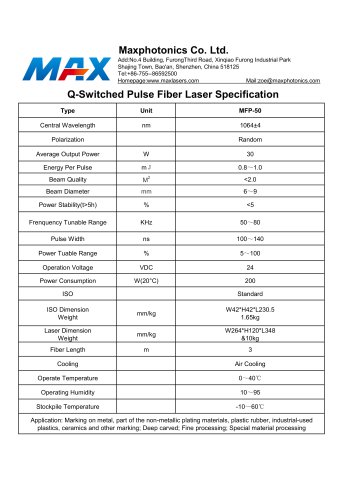 MAX
Maxphotonics Co. Ltd.
Add:No.4 Building, FurongThird Road, Xinqiao Furong Industrial Park
Shajing Town, Bao'an, Shenzhen, China 518125
Tel:+86-755--86592500
Homepage:www.maxlasers.com Mail:zoe@maxphotonics.com
Q-Switched Pulse Fiber Laser Specification
Type Unit MFP-50
Central Wavelength nm 1064±4
Polarization Random
Average Output Power W 30
Energy Per Pulse mJ 0.8～1.0
Beam Quality M² <2.0
Beam Diameter mm 6～9
Power Stability(t>5h) % <5
Frenquency Tunable Range KHz 50～80
Pulse Width ns 100～140
Power Tuable Range % 5～100
Operation Voltage VDC 24
Power Consumption W(20°C) 200
ISO Standard
ISO Dimension
Weight mm/kg W42*H42*L230.5
1.65kg
Laser Dimension
Weight mm/kg W264*H120*L348
&10kg
Fiber Length m 3
Cooling Air Cooling
Operate Temperature 0～40℃
Operating Humidity 10～95
Stockpile Temperature -10～60℃
Application: Marking on metal, part of the non-metallic plating materials, plastic rubber, industrial-used
plastics, ceramics and other marking; Deep carved; Fine processing; Special material processing